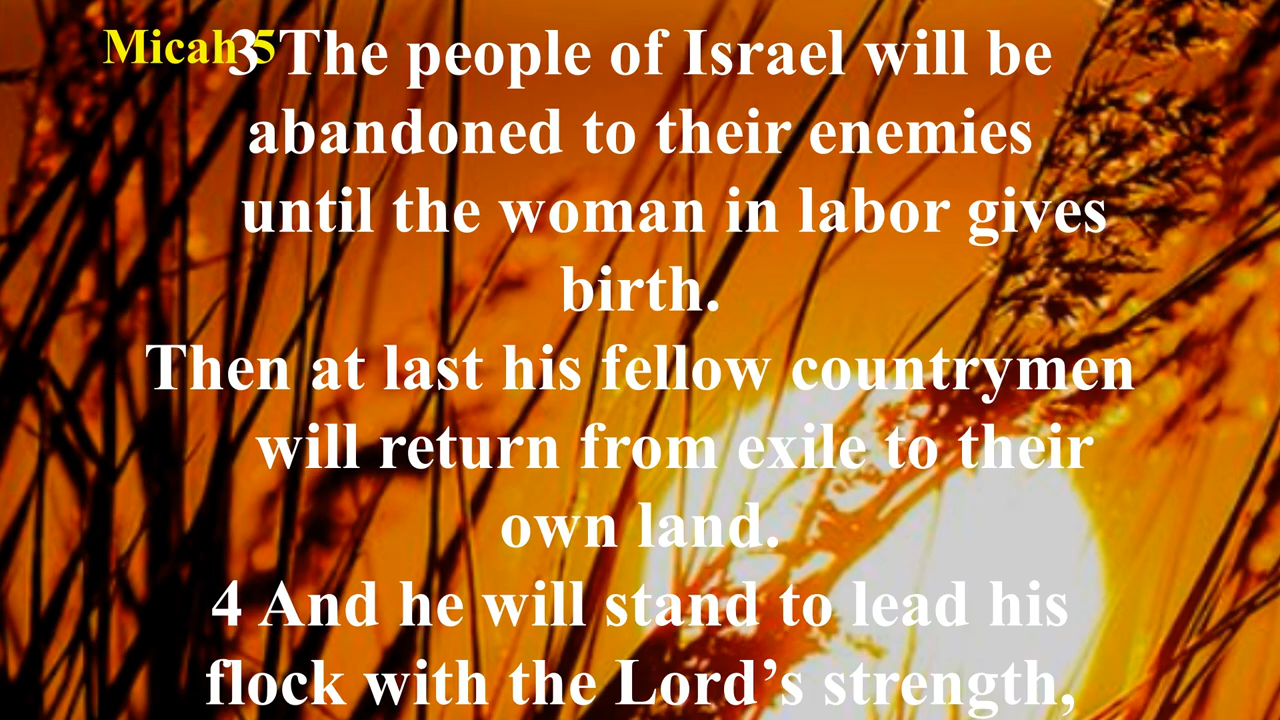 Micah 5
3 The people of Israel will be
abandoned to their enemies
until the woman in labor gives
birth.
Then at last his fellow countrymen
will return from exile to their
own land.
4 And he will stand to lead his
flock with the Lord’s strength,